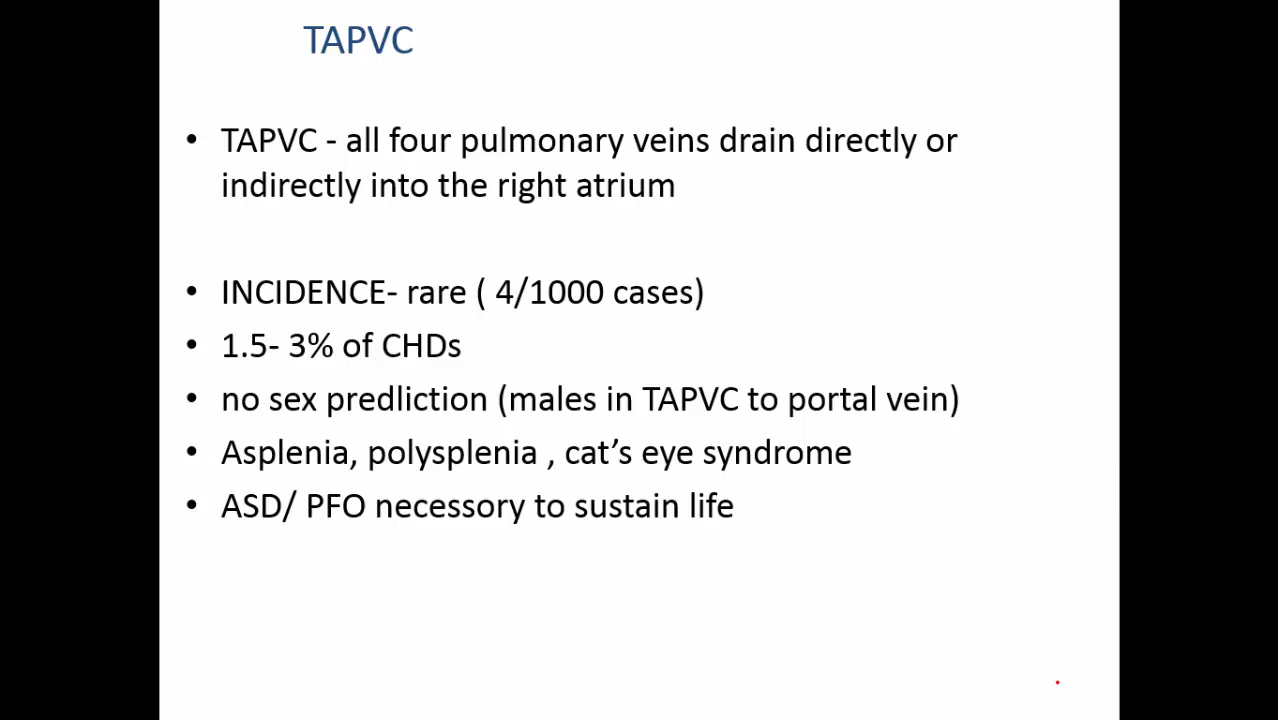 TAPVC
• TAPVC - all four pulmonary veins drain directly or
indirectly into the right atrium
• INCIDENCE- rare ( 4/1000 cases)
• 1.5- 3% of CHDs
• no sex predliction (males in TAPVC to portal vein)
• Asplenia, polysplenia , cat’s eye syndrome
• ASD/ PFO necessary to sustain life